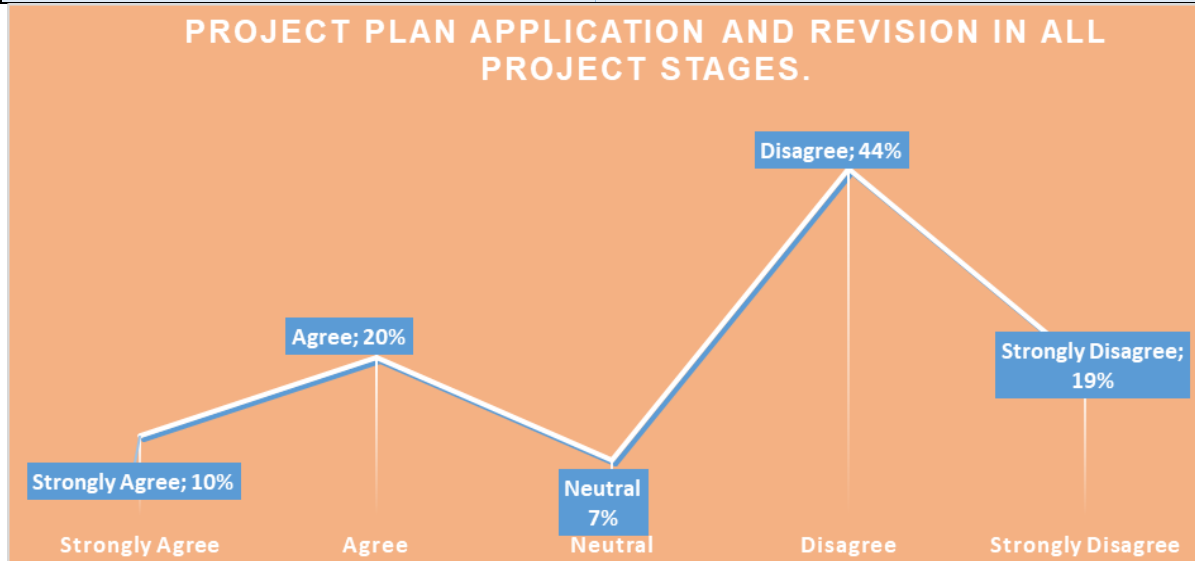 PROJECT PLAN APPLICATION AND REVISION IN ALL
PROJECT STAGES.
Disagree; 44%
Agree; 20%
Strongly Disagree;
19%
Strongly Agree; 10%
Neutral
7%
Strongly Agree
Agree
Neutral
Disagree
Strongly Disagree